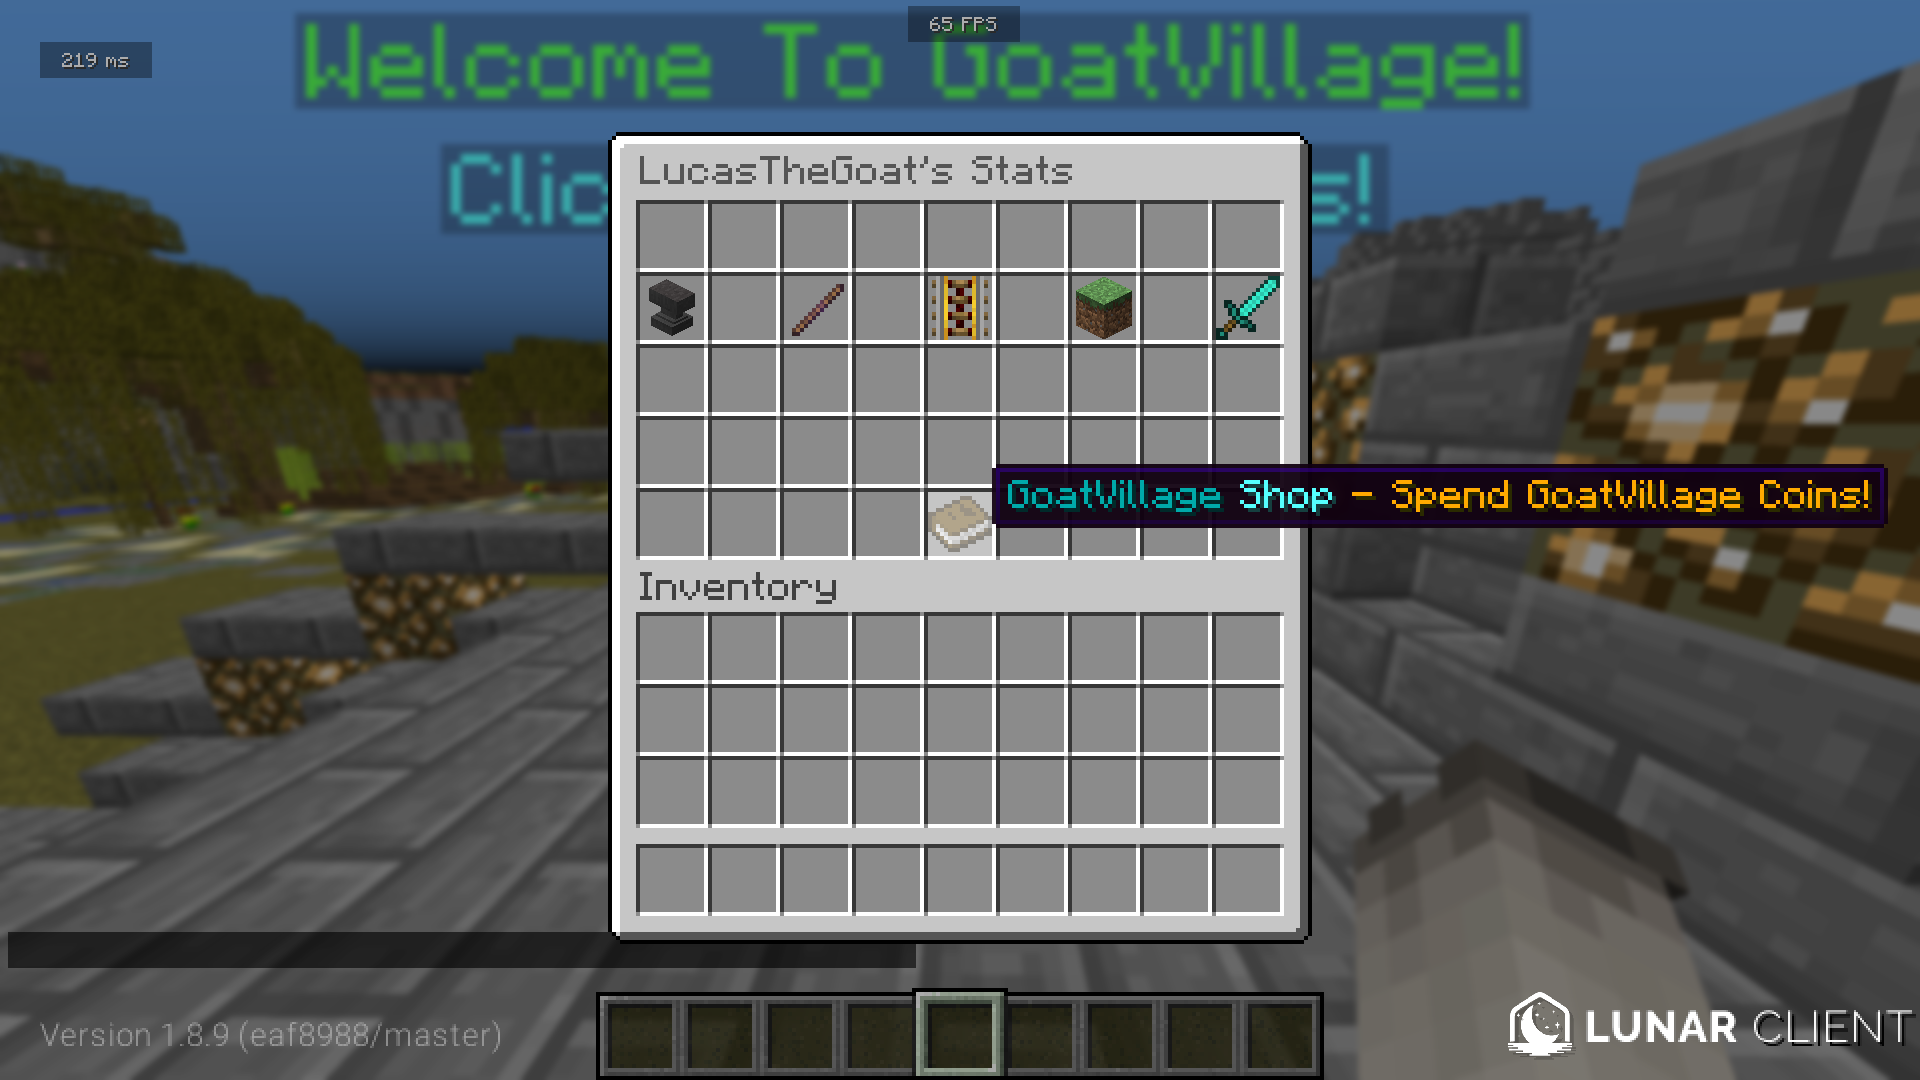 65 FPS
219 ms
Welcome To GoatVillage!
LucasTheGoat's Stats
GoatVillage Shop - Spend GoatVillage Coins!
Inventory
Version 1.8.9 (eaf8988/master)
LUNAR CLIENT